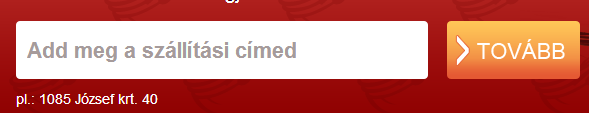 Add meg a szállítási címed
TOVÁBB
pl.: 1085 József krt. 40